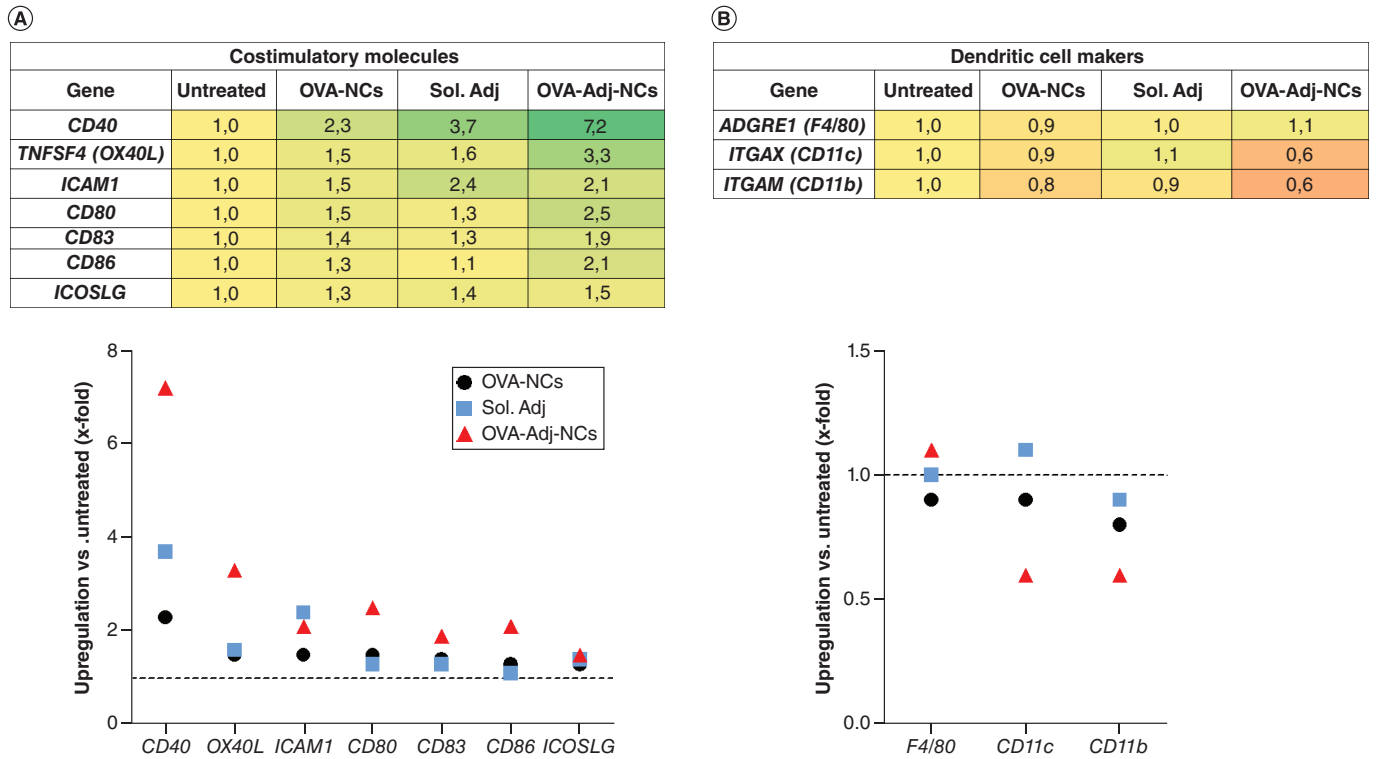 A
Costimulatory molecules
Gene Untreated OVA-NCs Sol. Adj OVA-Adj-NCs
CD40 1,0 2,3 3,7 7,2
TNFSF4 (OX40L) 1,0 1,5 1,6 3,3
ICAM1 1,0 1,5 2,4 2,1
CD80 1,0 1,5 1,3 2,5
CD83 1,0 1,4 1,3 1,9
CD86 1,0 1,3 1,1 2,1
ICOSLG 1,0 1,3 1,4 1,5
Upregulation vs .untreated (x-fold)
8
6
4
2
0
OVA-NCs
Sol. Adj
OVA-Adj-NCs
CD40 OX40L ICAM1 CD80 CD83 CD86 ICOSLG
B
Dendritic cell makers
Gene Untreated OVA-NCs Sol. Adj OVA-Adj-NCs
ADGRE1 (F4/80) 1,0 0,9 1,0 1,1
ITGAX (CD11c) 1,0 0,9 1,1 0,6
ITGAM (CD11b) 1,0 0,8 0,9 0,6
Upregulation vs. untreated (x-fold)
1.5
1.0
0.5
0.0
F4/80 CD11c CD11b